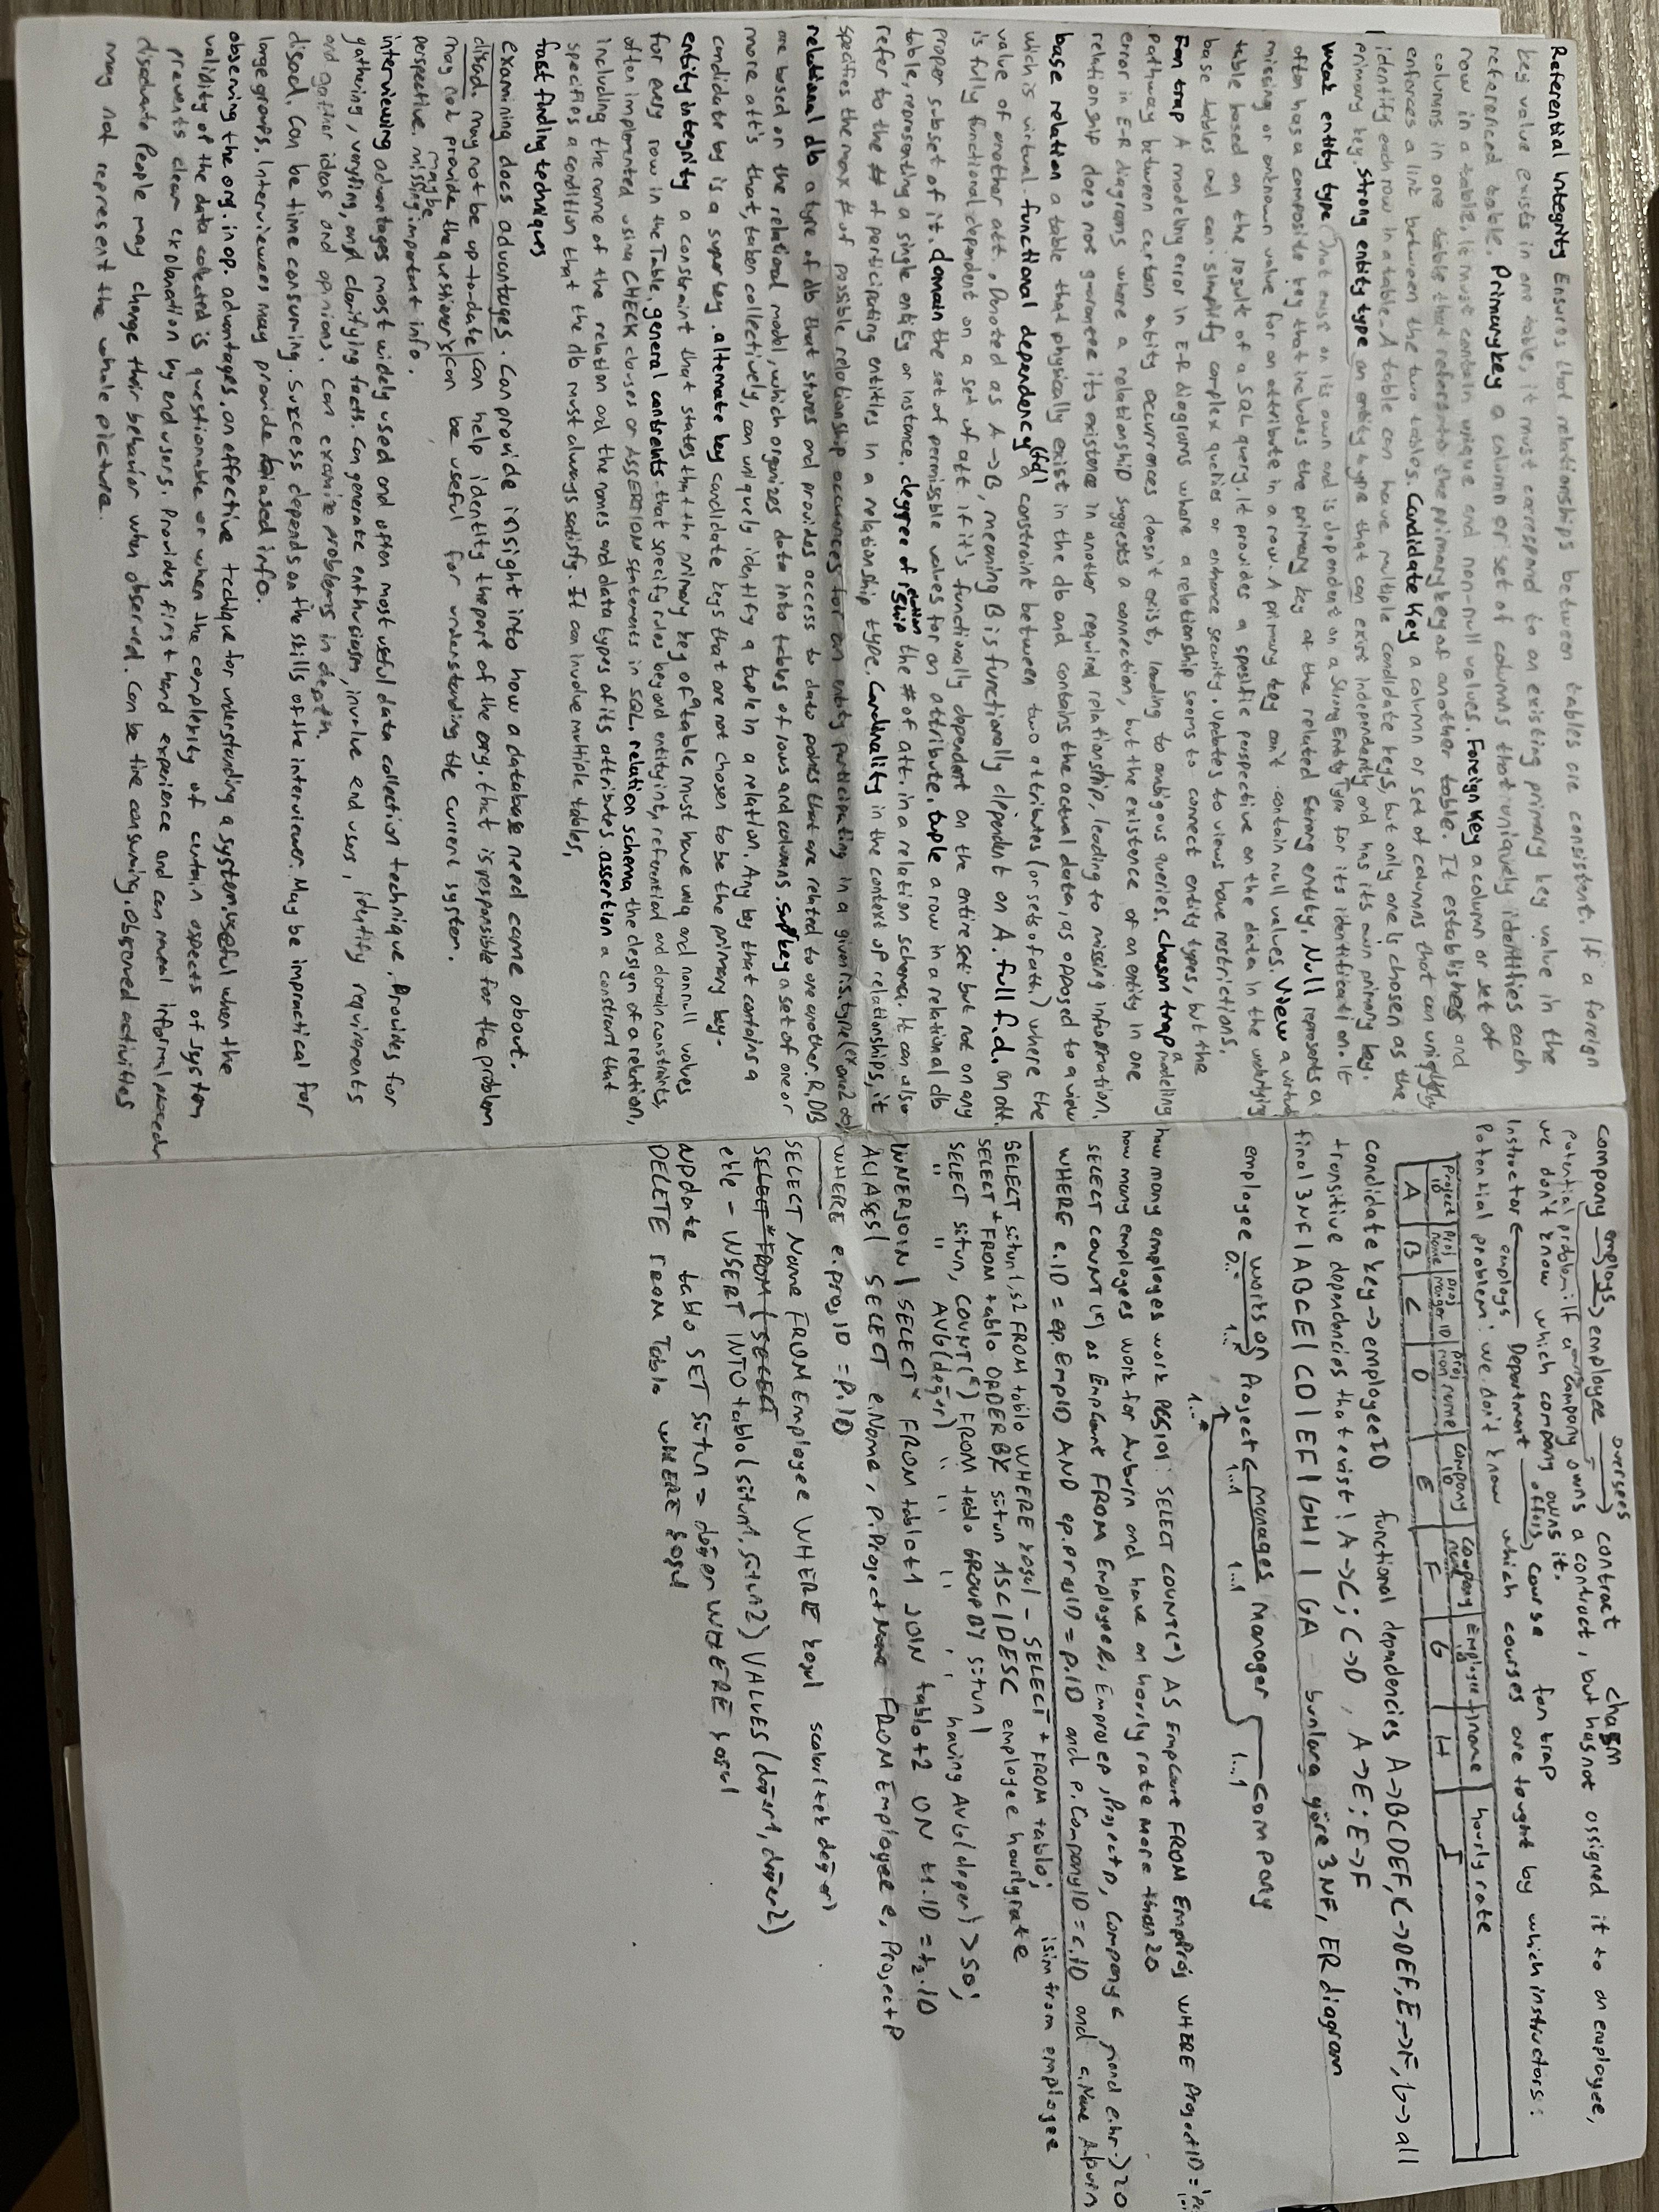 Referential Integrity Ensures that relationships between tables are consistent. If a foreign
key value exists in one table, it must correspond to an existing primary key value in the
referenced table. Primary key a column or set of columns that uniquely identifies each
row in a table. It must contain unique and non-null values. Foreign Key a column or set of
columns in one table that refers to the primary key of another table. It establishes and
enforces a link between the two tables. Candidate Key a column or set of columns that can uniquely
identify each row in a table. A table can have multiple candidate keys, but only one is chosen as the
primary key. Strong entity type an entity type that can exist independently and has its own primary key.
Weak entity type not exist on its own and is dependent on a Strong Entity Type for its identification. It
often has a composite key that includes the primary key of the related Strong entity. Null represents a
missing or unknown value for an attribute in a row. A primary key can't contain null values. View a virtual
table based on the result of a SQL query. It provides a spesific perspective on the data in the underlying
base tables and can simplify complex queries or enhance security. Updates to views have restrictions.
Fan trap A modeling error in E-R diagrams where a relationship seems to connect entity types, but the
pathway between certain entity occurrences doesn't exist, leading to ambigous queries. Chasm trap a modeling
error in E-R diagrams where a relationship suggests a connection, but the existence of an entity in one
relationship does not guarantee its existence in another required relationship, leading to missing information.
base relation a table that physically exist in the db and contains the actual data, as opposed to a view
wich is virtual. functional dependency (fd) a constraint between two attributes (or sets of att.) where the
value of another att.. Denoted as A→B, meaning B is functionally dependent on A. full f.d. an att.
is fully functional dependent on a set of att. if it's functionally dependent on the entire set but not on any
proper subset of it. domain the set of permissble values for an attribute. tuple a row in a relational db
table, representing a single entity or instance. deggree of relationship the # of att. in a relation schema. It can also
refer to the # of participating entities in a relationship type. Cardinality in the context of relationships, it
specifies the max # of possible relationship occurences for an entity participating in a given r.s. type (ex one2
relational db a type of db that stores and provides access to data points that are related to one another. R.DB
are based on the relational model, which organizes data into tables of rows and columns. Sup key a set of one or
more att's that, taken collectively, can uniquely identify a tuple in a relation. Any key that contains a
candidate key is a superkey. alternate key candidate keys that are not chosen to be the primary key.
entity integrity a constraint that states that the primary key of a table must have uniq and nonnull values
for every row in the Table. general contraints that specify rules beyond entity int, referential and domain constraints,
often implemented using CHECK clauses or ASSERTION statements in SQL. relation schema the design of a relation,
including the name of the relation and the names and data types of its attributes. assertion a constraint that
specifies a condition that the db must always satisfy. It can involve multiple tables,
fact finding techniques
examining docs advantages. Can provide insight into how a database need came about.
disad. may not be up-to-date | can help identity the part of the org. that is responsible for the problem
may not provide the questioner's | can be useful for understanding the current system.
perspective. maybe missing important info.
interviewing advantages most widely used and often most useful data collection technique. Provides for
gathering, veryfing, and clarifying facts. Can generate enthusiasm, involve end users, identify requirements
and gather ideas and opinions. Can examine problems in depth.
disad. Can be time consuming. Success depends on the skills of the interviewer. May be impractical for
large groups. Interviewees may provide biased info.
observing the org. in op. advantages. an effective techique for understanding a system. useful when the
validity of the data collected is questionable or when the complexity of certain aspects of system
prevents clear explanation by end users. Provides first hand experience and can reveal informal
People may change their behavior when observed. Can be time consuming. Observed activities
may not represent the whole picture.
Company employs → employee oversees → contract chasm
Potential problem: If a company owns a contract, but has not assigned it to an employee,
we don't know which company owns it.
Instructor ← employs Department offers → course fan trap
Potential problem: we don't know which courses are tought by which instructors.
Project ID | Proj name | Proj manger ID | Proj man name | Company ID | Company name | Employee ID | name | hourly rate
A | B | C | D | E | F | G | H | I
candidate key → employee ID functional dependencies A→BCDEF, C→DEF, E→F, G→all
transitive dependencies that exist! A→C; C→D, A→E; E→F
final 3NF | ABCE | CD | EF | GHI | GA bunlara göre 3NF, ER diagram
employee works on Project ← manages Manager company
0..* 1..* 1...1 1...1 1...1
1..*
how many employes work PGS101: SELECT COUNT(*) AS EmpCount FROM EmpProj WHERE ProjectID =
how many employees work for Auburn and have an hourly rate more than 20
SELECT COUNT(*) as EmpCount FROM Employee e, Emproj ep, Project p, Company c and e.hr > 20
WHERE e.ID = ep.EmpID AND ep.projID = p.ID and p.CompanyID = c.ID and c.Name Auburn
SELECT sütun1,s2 FROM tablo WHERE koşul - SELECT * FROM tablo; isim from employee
SELECT * FROM tablo ORDER BY sütun ASC|DESC employee hourlyrate
SELECT sütun, COUNT(*) FROM tablo GROUP BY sütun |
" " AVG(değer) " " " " having AVG(değer) > 50;
INNERJOIN | SELECT * FROM tablo t1 JOIN tablo t2 ON t1.ID = t2.ID
ALIASES | SELECT e.Name, p.ProjectName FROM Employee e, Project P
WHERE e.projID = P.ID
SELECT Name FROM Employee WHERE koşul scalar(tek değer)
SELECT * FROM (SELECT
ekle - INSERT INTO tablo (sütun1, sütun2) VALUES (değer1, değer2)
update tablo SET sütun = değer WHERE koşul
DELETE FROM Tablo WHERE koşul